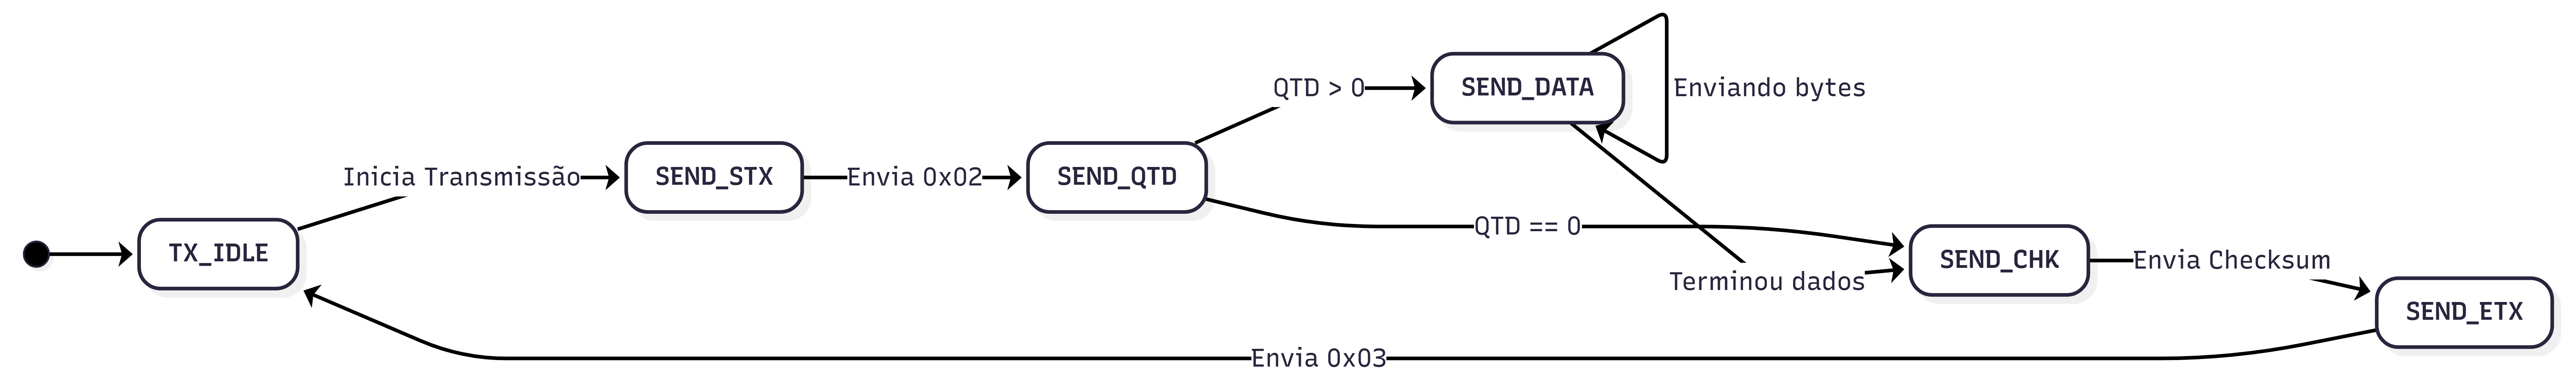 TX_IDLE
Inicia Transmissão
SEND_STX
Envia 0x02
SEND_QTD
QTD > 0
SEND_DATA
Enviando bytes
QTD == 0
Terminou dados
SEND_CHK
Envia Checksum
SEND_ETX
Envia 0x03